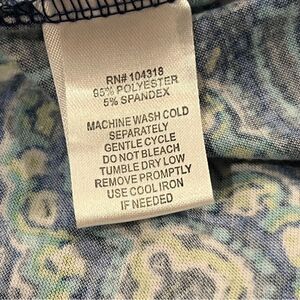 RN# 104318
95% POLYESTER
5% SPANDEX
MACHINE WASH COLD
SEPARATELY
GENTLE CYCLE
DO NOT BLEACH
TUMBLE DRY LOW
REMOVE PROMPTLY
USE COOL IRON
IF NEEDED